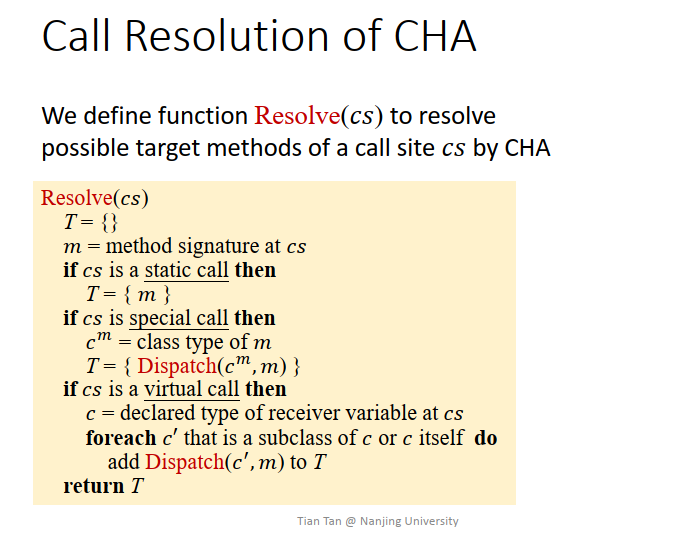 Call Resolution of CHA
We define function Resolve(cs) to resolve
possible target methods of a call site cs by CHA
Resolve(cs)
T = {}
m = method signature at cs
if cs is a static call then
T = { m }
if cs is special call then
cᵐ = class type of m
T = { Dispatch(cᵐ, m) }
if cs is a virtual call then
c = declared type of receiver variable at cs
foreach c′ that is a subclass of c or c itself do
add Dispatch(c′, m) to T
return T
Tian Tan @ Nanjing University